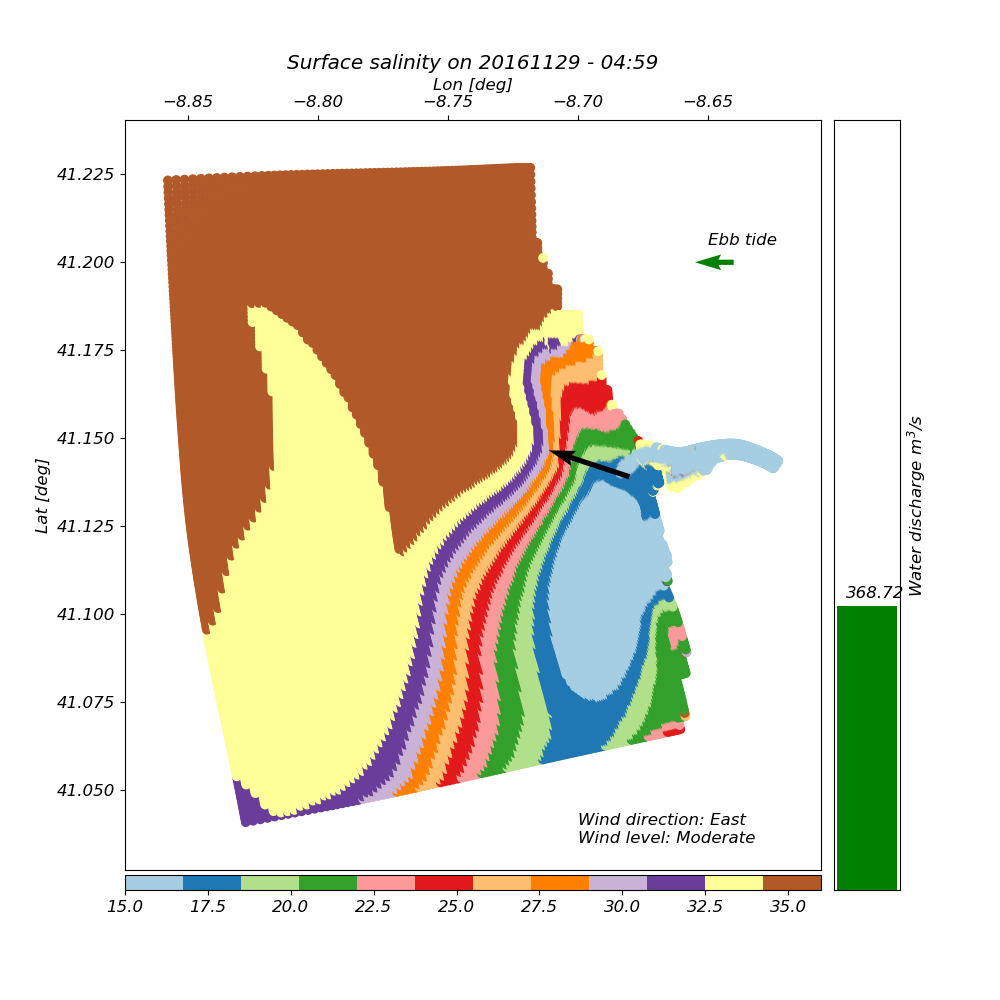 Surface salinity on 20161129 - 04:59
Lon [deg]
−8.85 −8.80 −8.75 −8.70 −8.65
41.225
41.200
41.175
41.150
41.125
41.100
41.075
41.050
Lat [deg]
Ebb tide
Wind direction: East
Wind level: Moderate
368.72
Water discharge m³/s
15.0 17.5 20.0 22.5 25.0 27.5 30.0 32.5 35.0